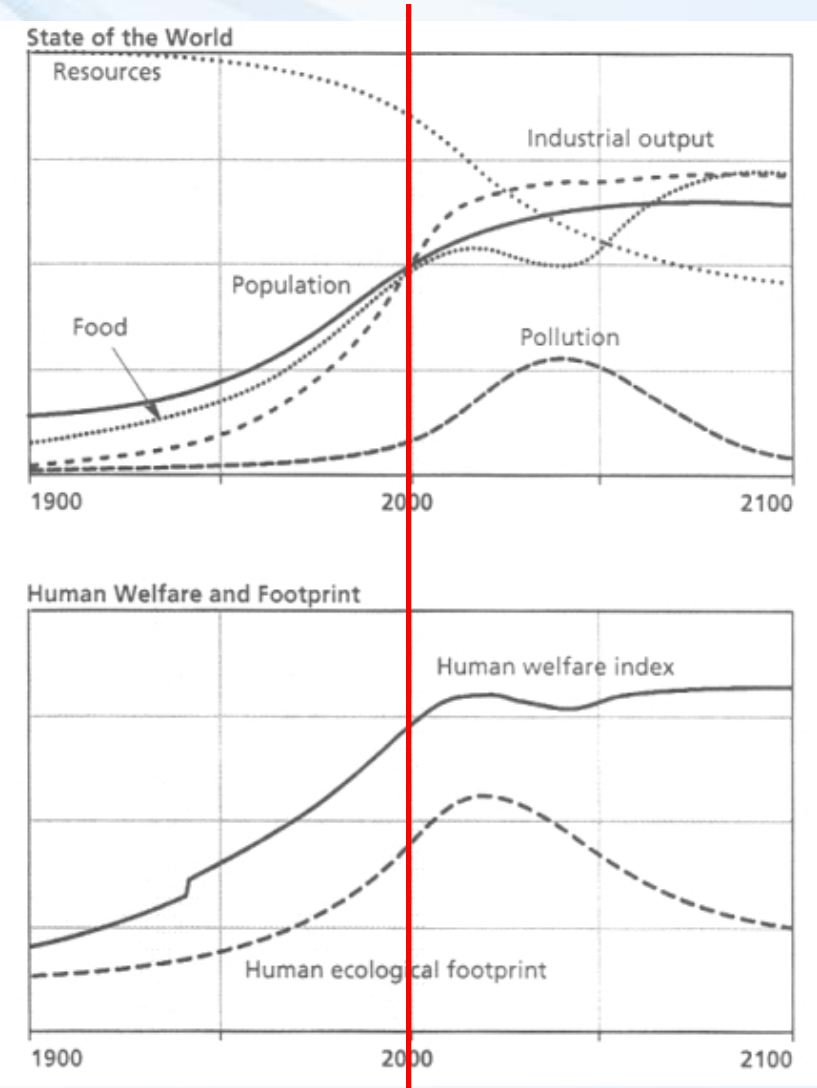 State of the World
Resources
Industrial output
Population
Food
Pollution
1900 2000 2100
Human Welfare and Footprint
Human welfare index
Human ecological footprint
1900 2000 2100